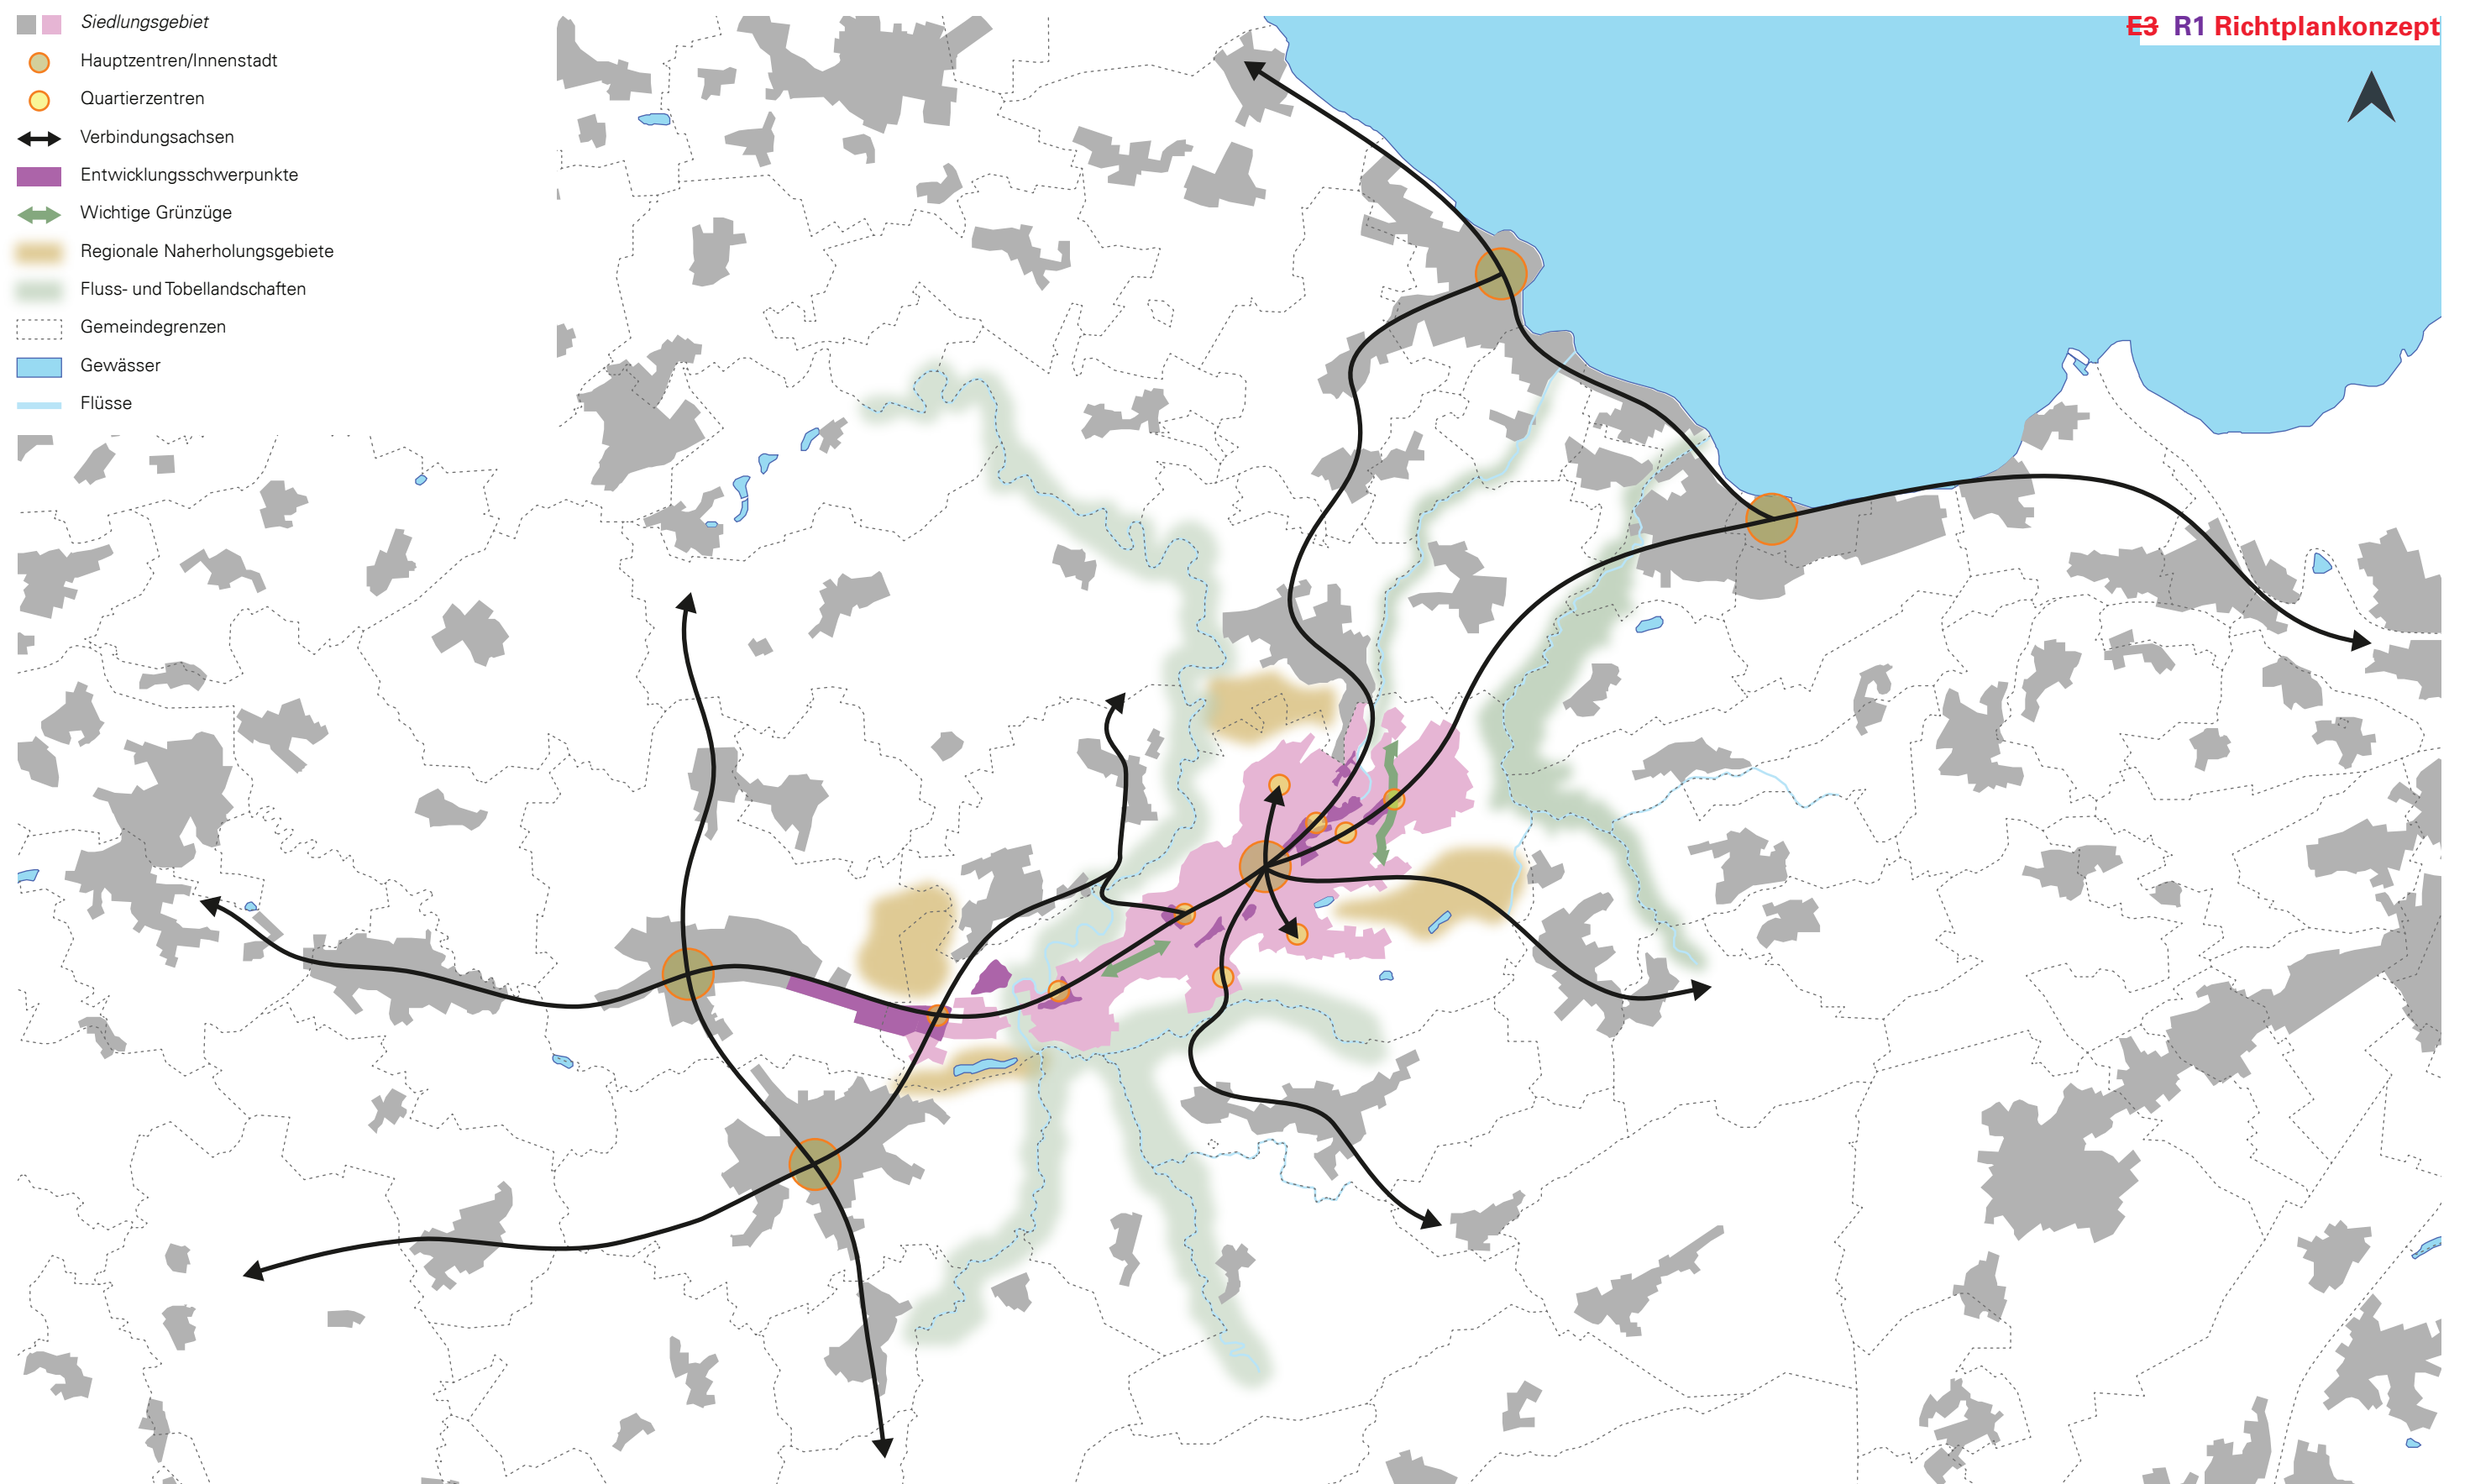 E3 R1 Richtplankonzept
Siedlungsgebiet
Hauptzentren/Innenstadt
Quartierzentren
Verbindungsachsen
Entwicklungsschwerpunkte
Wichtige Grünzüge
Regionale Naherholungsgebiete
Fluss- und Tobellandschaften
Gemeindegrenzen
Gewässer
Flüsse